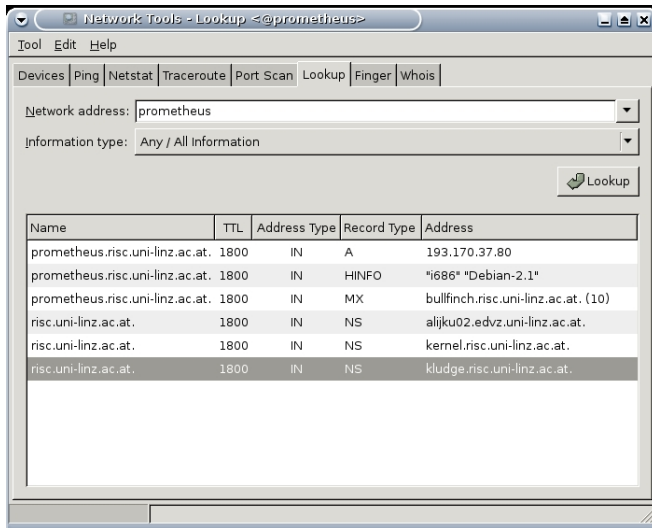 Network Tools - Lookup <@prometheus>
Tool Edit Help
Devices Ping Netstat Traceroute Port Scan Lookup Finger Whois
Network address: prometheus
Information type: Any / All Information
Lookup
Name TTL Address Type Record Type Address
prometheus.risc.uni-linz.ac.at. 1800 IN A 193.170.37.80
prometheus.risc.uni-linz.ac.at. 1800 IN HINFO "i686" "Debian-2.1"
prometheus.risc.uni-linz.ac.at. 1800 IN MX bullfinch.risc.uni-linz.ac.at. (10)
risc.uni-linz.ac.at. 1800 IN NS alijku02.edvz.uni-linz.ac.at.
risc.uni-linz.ac.at. 1800 IN NS kernel.risc.uni-linz.ac.at.
risc.uni-linz.ac.at. 1800 IN NS kludge.risc.uni-linz.ac.at.